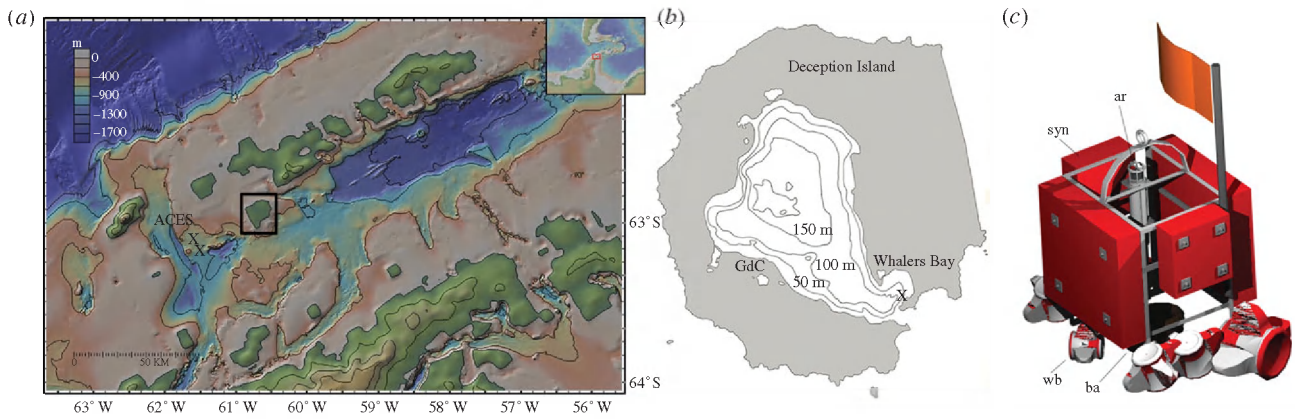 (a)
m
0
−400
−900
−1300
−1700
ACES
X
X
0 50 KM
63°W 62°W 61°W 60°W 59°W 58°W 57°W 56°W
63°S
64°S
(b)
Deception Island
150 m
100 m
50 m
GdC
Whalers Bay
X
(c)
ar
syn
wb
ba